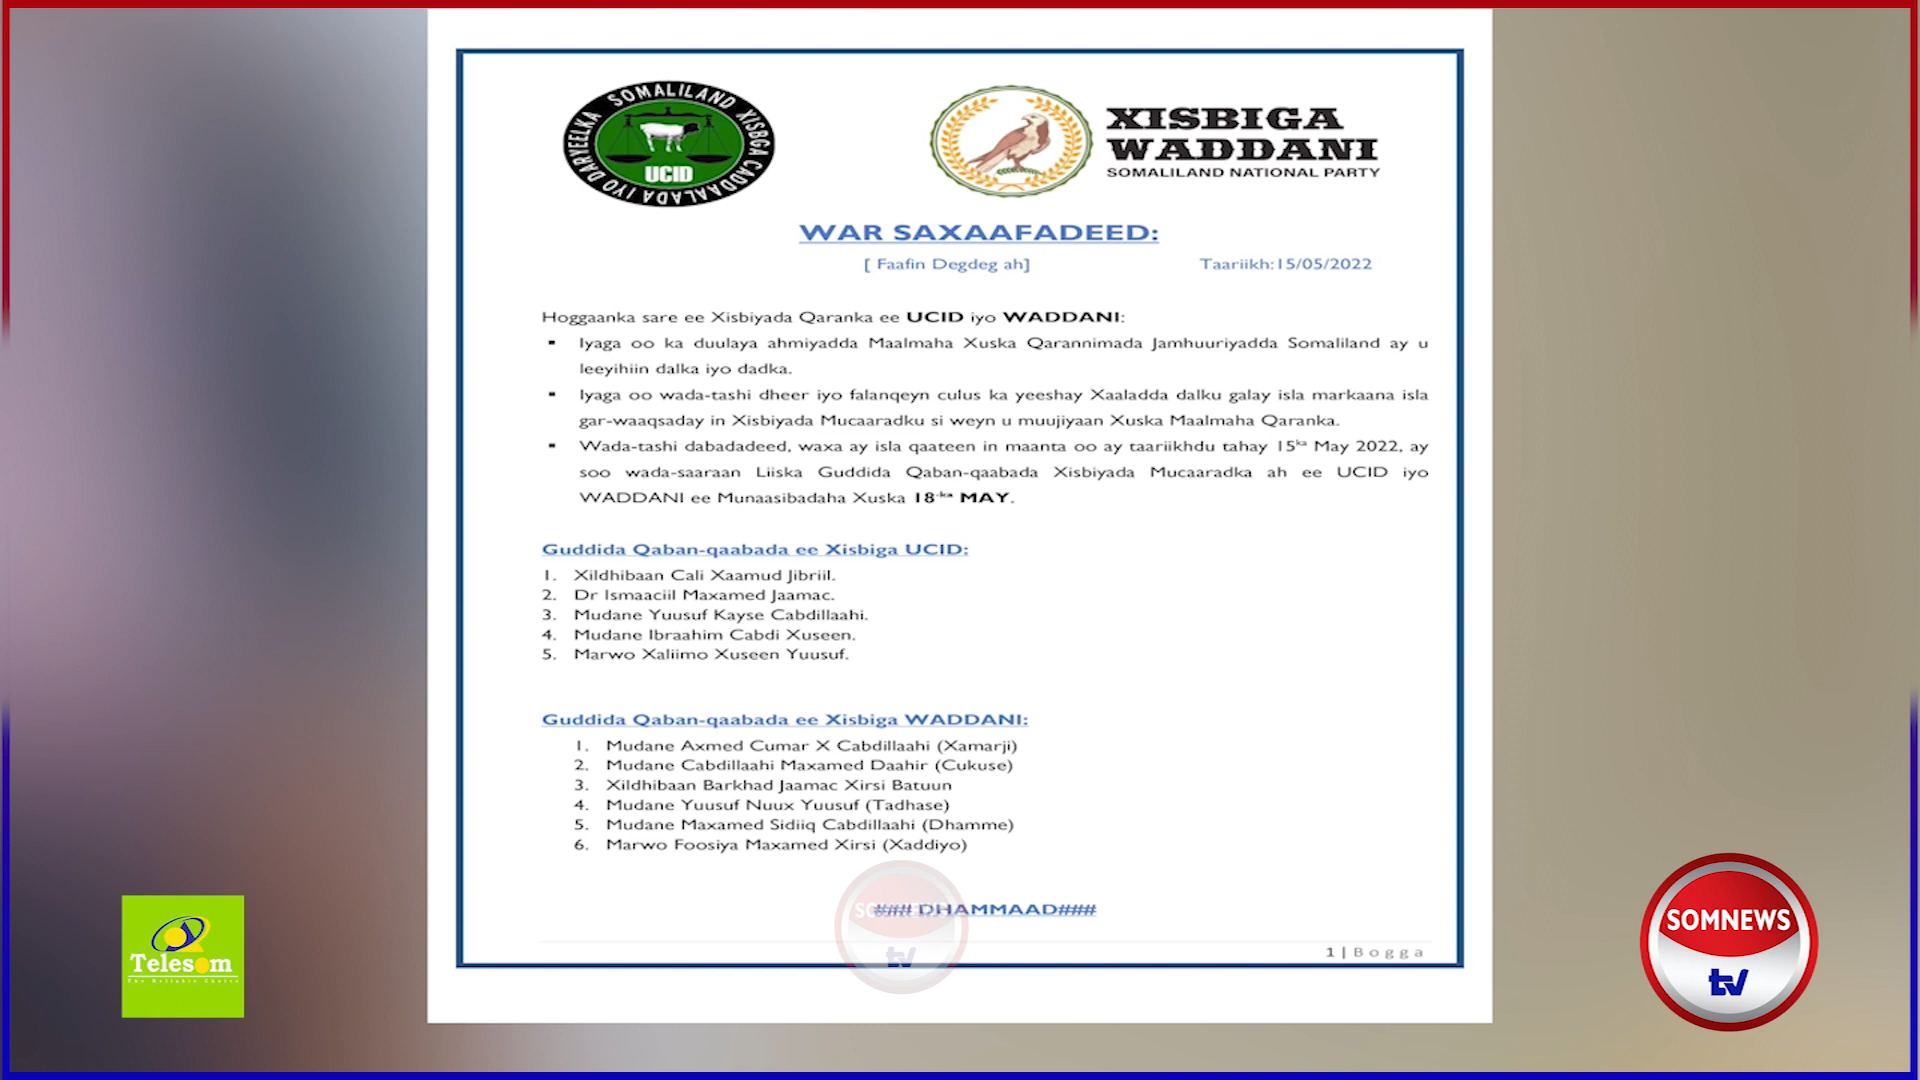 SOMALILAND XISBIGA CADDAALADA IYO DARYEELKA
UCID
XISBIGA
WADDANI
SOMALILAND NATIONAL PARTY
WAR SAXAAFADEED:
[ Faafin Degdeg ah]
Taariikh:15/05/2022
Hoggaanka sare ee Xisbiyada Qaranka ee UCID iyo WADDANI:
▪ Iyaga oo ka duulaya ahmiyadda Maalmaha Xuska Qarannimada Jamhuuriyadda Somaliland ay u
leeyihiin dalka iyo dadka.
▪ Iyaga oo wada-tashi dheer iyo falanqeyn culus ka yeeshay Xaaladda dalku galay isla markaana isla
gar-waaqsaday in Xisbiyada Mucaaradku si weyn u muujiyaan Xuska Maalmaha Qaranka.
▪ Wada-tashi dabadadeed, waxa ay isla qaateen in maanta oo ay taariikhdu tahay 15ka May 2022, ay
soo wada-saaraan Liiska Guddida Qaban-qaabada Xisbiyada Mucaaradka ah ee UCID iyo
WADDANI ee Munaasibadaha Xuska 18-ka MAY.
Guddida Qaban-qaabada ee Xisbiga UCID:
1. Xildhibaan Cali Xaamud Jibriil.
2. Dr Ismaaciil Maxamed Jaamac.
3. Mudane Yuusuf Kayse Cabdillaahi.
4. Mudane Ibraahim Cabdi Xuseen.
5. Marwo Xaliimo Xuseen Yuusuf.
Guddida Qaban-qaabada ee Xisbiga WADDANI:
1. Mudane Axmed Cumar X Cabdillaahi (Xamarji)
2. Mudane Cabdillaahi Maxamed Daahir (Cukuse)
3. Xildhibaan Barkhad Jaamac Xirsi Batuun
4. Mudane Yuusuf Nuux Yuusuf (Tadhase)
5. Mudane Maxamed Sidiiq Cabdillaahi (Dhamme)
6. Marwo Foosiya Maxamed Xirsi (Xaddiyo)
### DHAMMAAD###
1 | Bogga
Telesom
The Reliable Choice
SOMNEWS
tv
SOMNEWS
tv